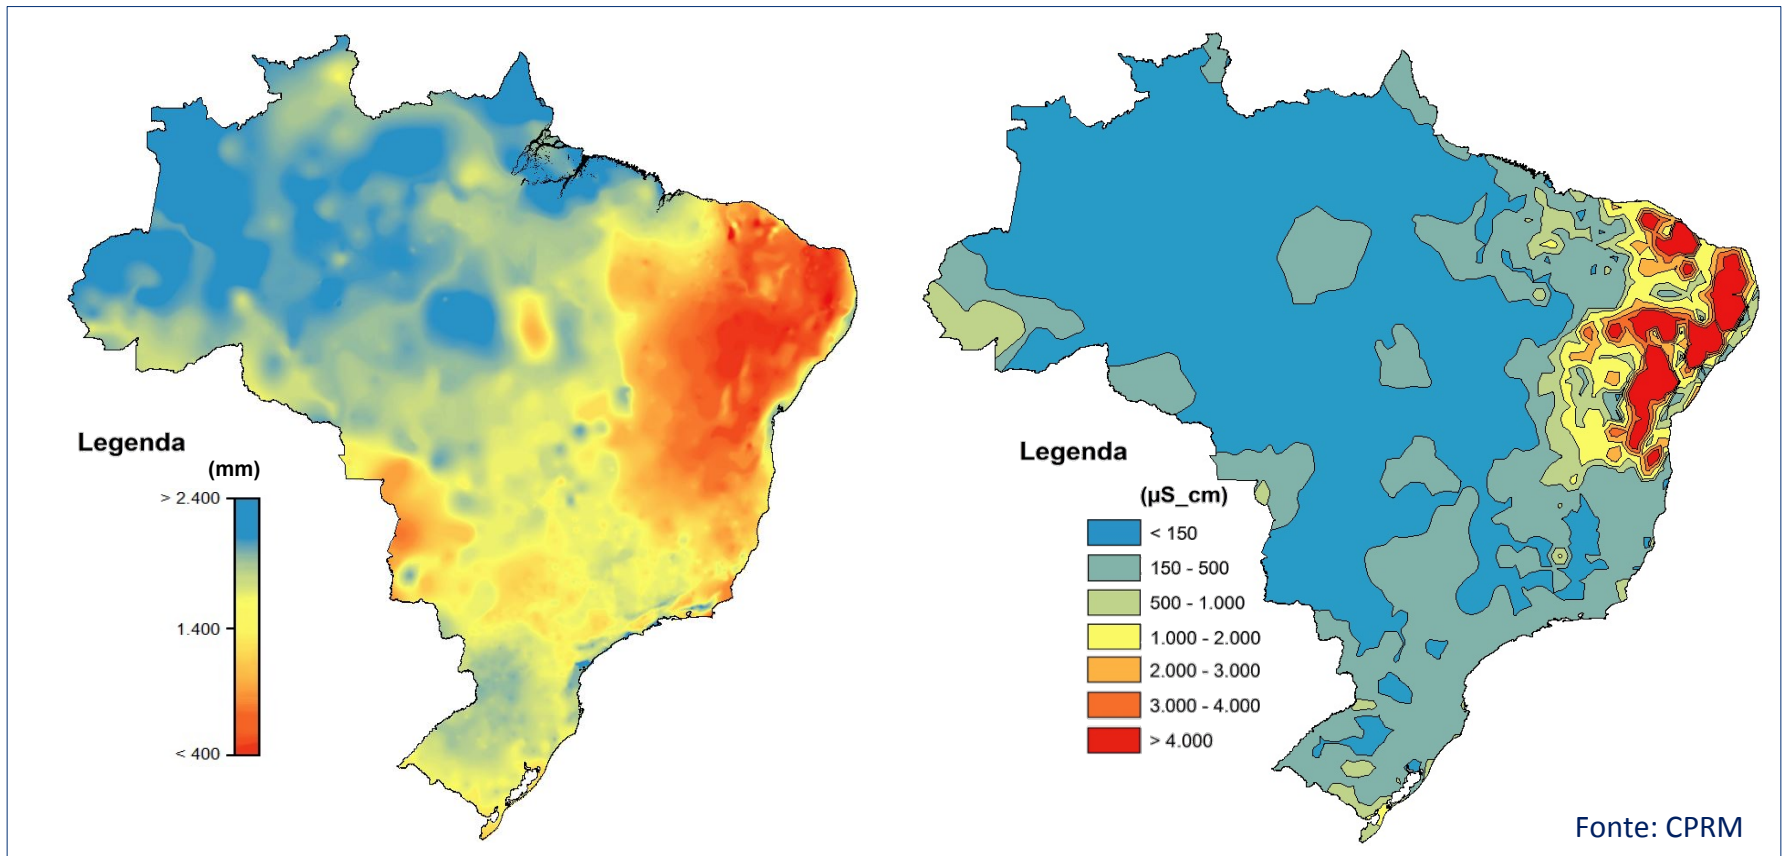 Legenda
(mm)
> 2.400
1.400
< 400
Legenda
(µS_cm)
< 150
150 - 500
500 - 1.000
1.000 - 2.000
2.000 - 3.000
3.000 - 4.000
> 4.000
Fonte: CPRM